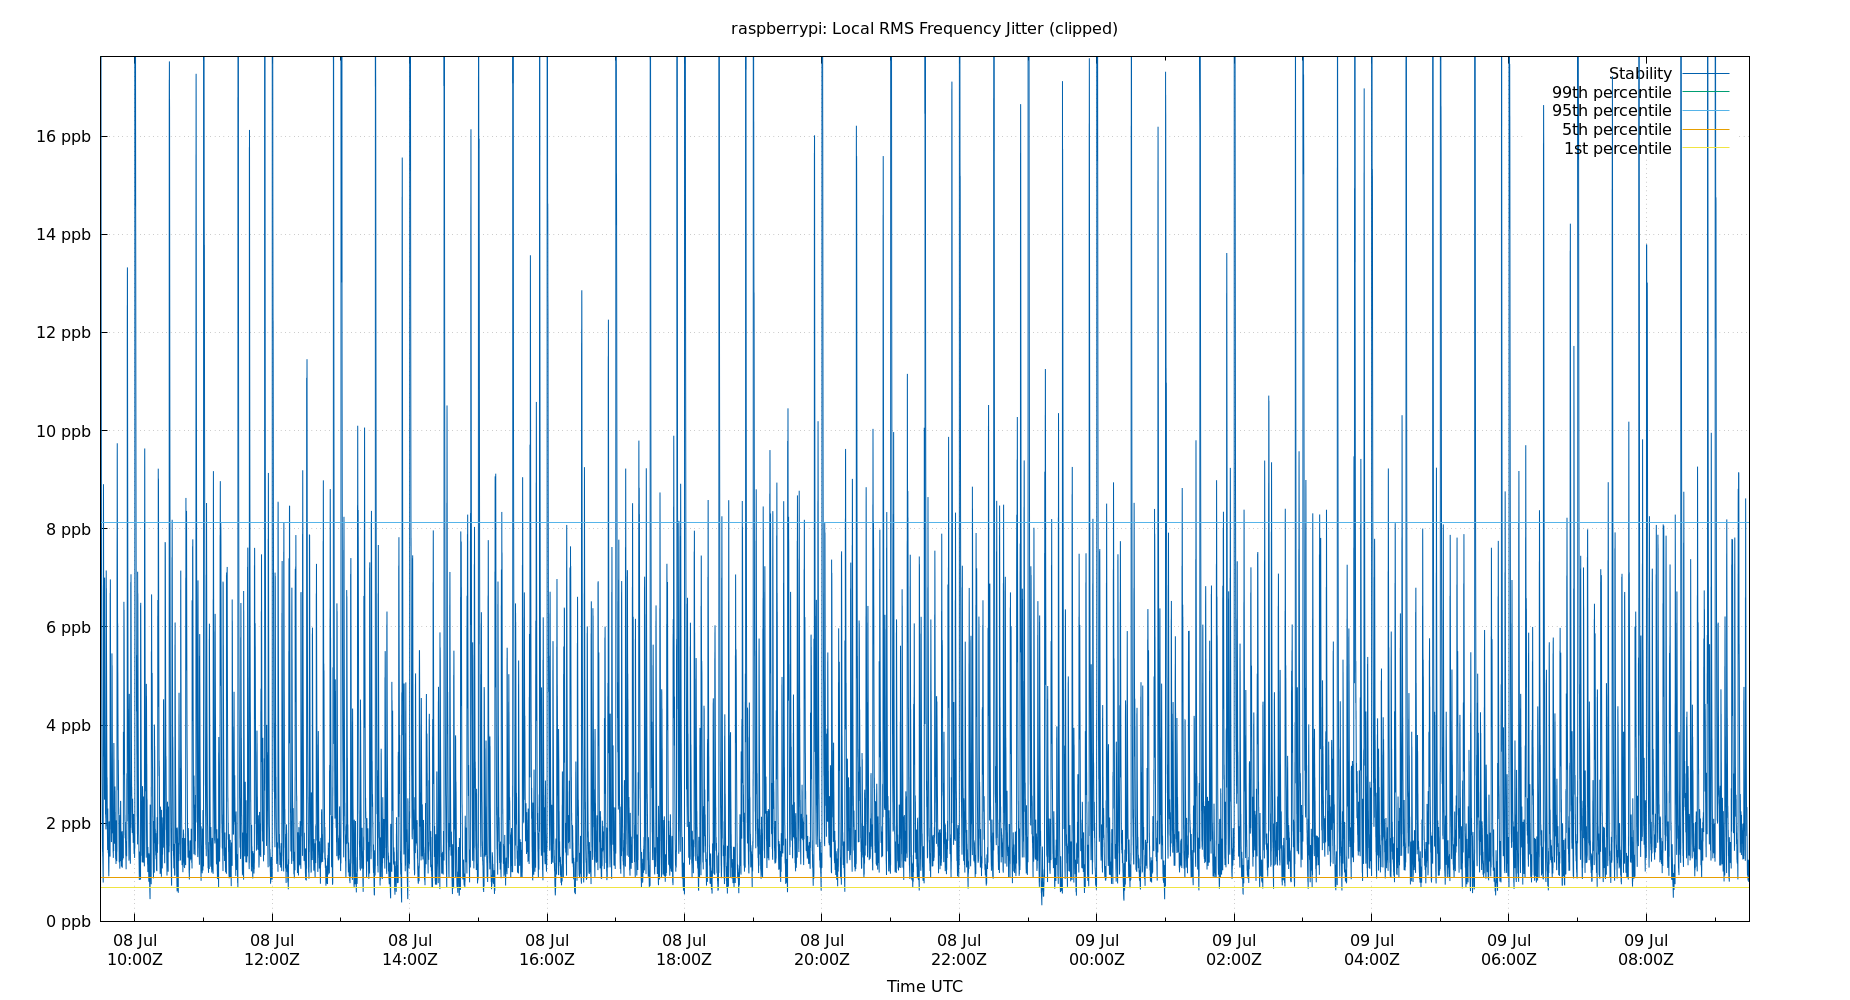 raspberrypi: Local RMS Frequency Jitter (clipped)
Stability
99th percentile
95th percentile
5th percentile
1st percentile
16 ppb
14 ppb
12 ppb
10 ppb
8 ppb
6 ppb
4 ppb
2 ppb
0 ppb
08 Jul 08 Jul 08 Jul 08 Jul 08 Jul 08 Jul 08 Jul 09 Jul 09 Jul 09 Jul 09 Jul 09 Jul
10:00Z 12:00Z 14:00Z 16:00Z 18:00Z 20:00Z 22:00Z 00:00Z 02:00Z 04:00Z 06:00Z 08:00Z
Time UTC